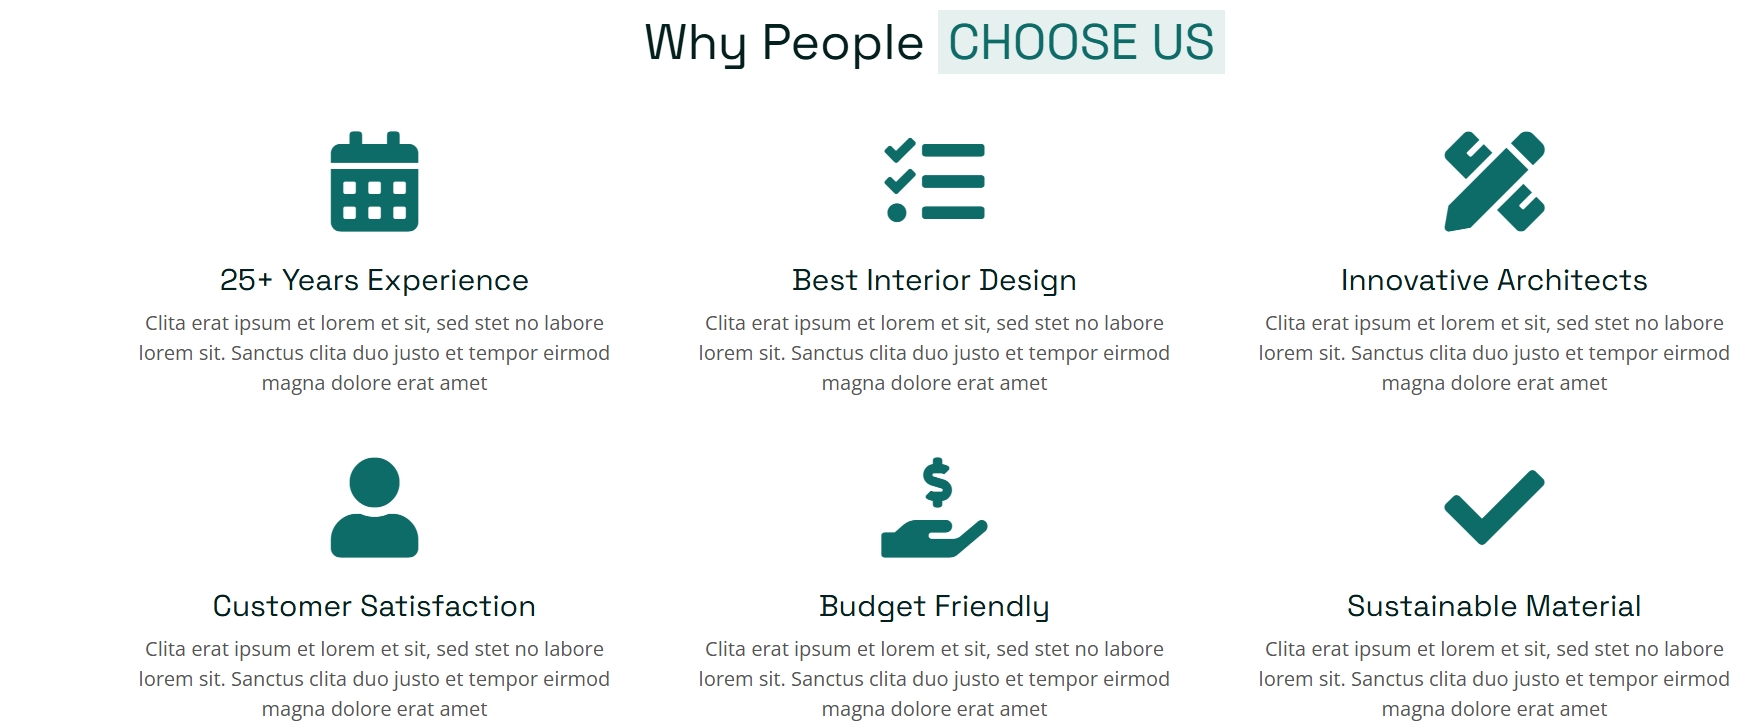 Why People CHOOSE US
25+ Years Experience
Clita erat ipsum et lorem et sit, sed stet no labore
lorem sit. Sanctus clita duo justo et tempor eirmod
magna dolore erat amet
Best Interior Design
Clita erat ipsum et lorem et sit, sed stet no labore
lorem sit. Sanctus clita duo justo et tempor eirmod
magna dolore erat amet
Innovative Architects
Clita erat ipsum et lorem et sit, sed stet no labore
lorem sit. Sanctus clita duo justo et tempor eirmod
magna dolore erat amet
$
Customer Satisfaction
Clita erat ipsum et lorem et sit, sed stet no labore
lorem sit. Sanctus clita duo justo et tempor eirmod
magna dolore erat amet
Budget Friendly
Clita erat ipsum et lorem et sit, sed stet no labore
lorem sit. Sanctus clita duo justo et tempor eirmod
magna dolore erat amet
Sustainable Material
Clita erat ipsum et lorem et sit, sed stet no labore
lorem sit. Sanctus clita duo justo et tempor eirmod
magna dolore erat amet